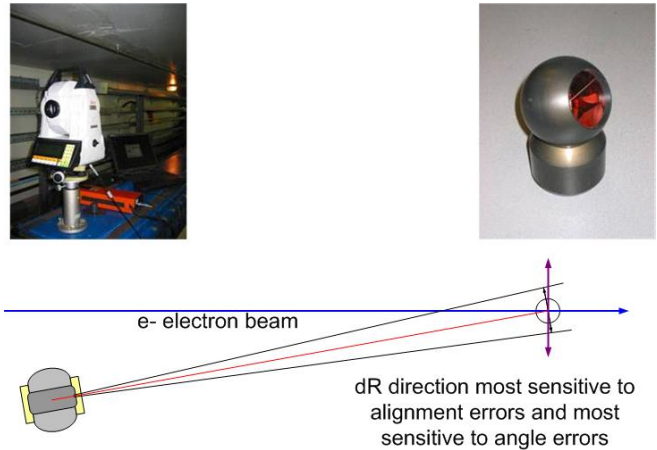 e- electron beam
dR direction most sensitive to
alignment errors and most
sensitive to angle errors